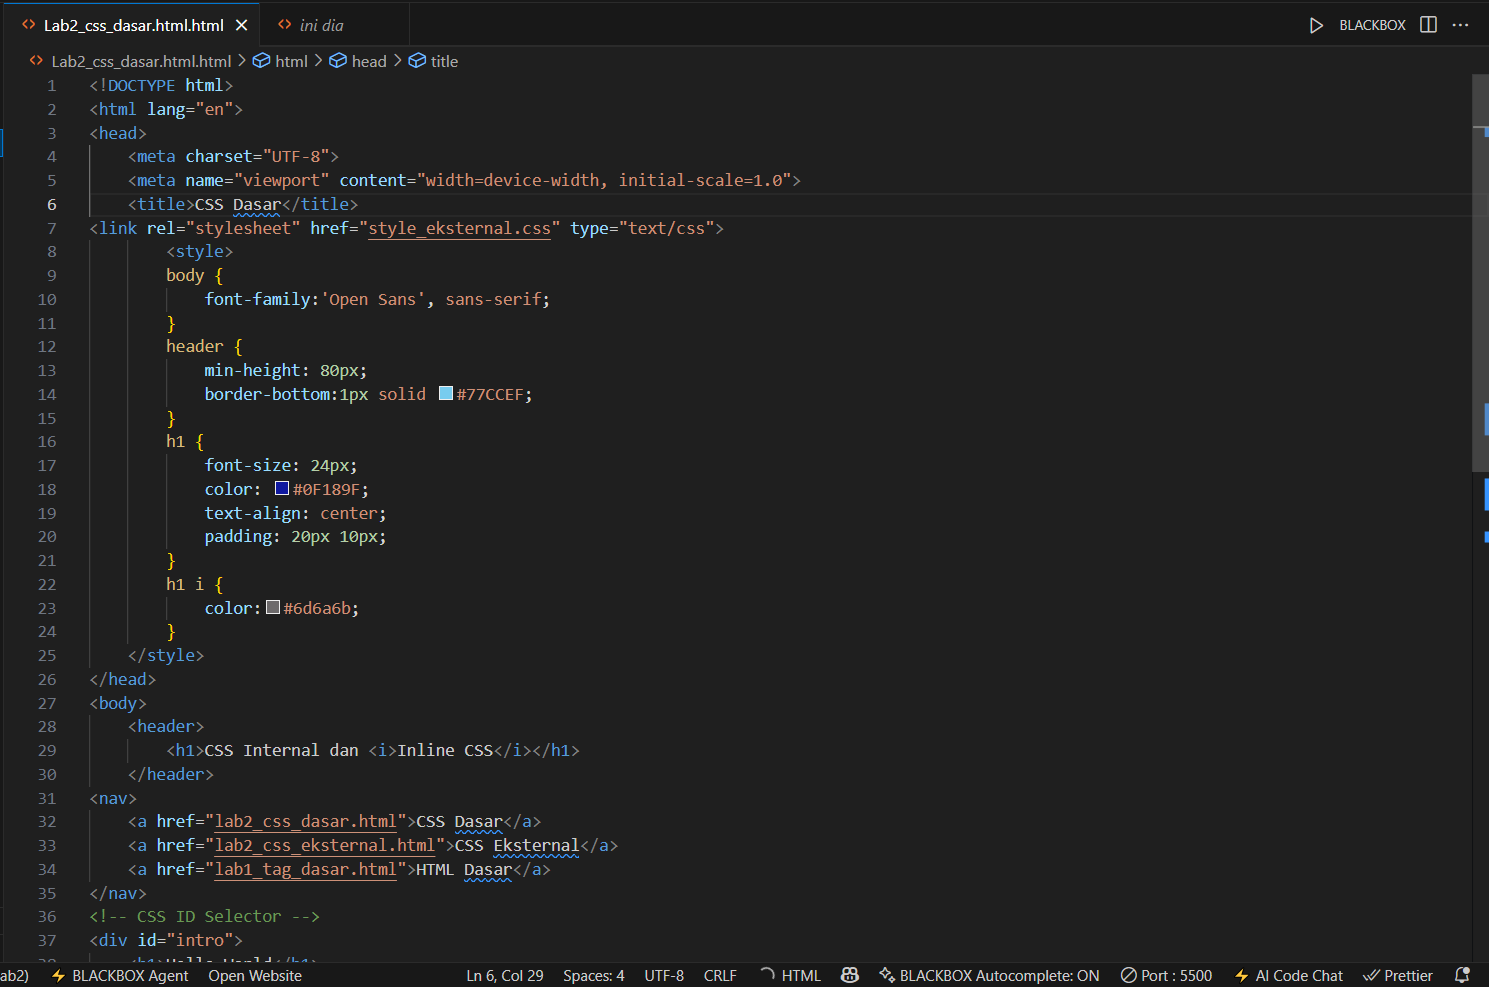 Lab2_css_dasar.html.html
ini dia
BLACKBOX
Lab2_css_dasar.html.html > html > head > title
1 <!DOCTYPE html>
2 <html lang="en">
3 <head>
4     <meta charset="UTF-8">
5     <meta name="viewport" content="width=device-width, initial-scale=1.0">
6     <title>CSS Dasar</title>
7 <link rel="stylesheet" href="style_eksternal.css" type="text/css">
8         <style>
9         body {
10             font-family:'Open Sans', sans-serif;
11         }
12         header {
13             min-height: 80px;
14             border-bottom:1px solid #77CCEF;
15         }
16         h1 {
17             font-size: 24px;
18             color: #0F189F;
19             text-align: center;
20             padding: 20px 10px;
21         }
22         h1 i {
23             color:#6d6a6b;
24         }
25     </style>
26 </head>
27 <body>
28     <header>
29         <h1>CSS Internal dan <i>Inline CSS</i></h1>
30     </header>
31 <nav>
32     <a href="lab2_css_dasar.html">CSS Dasar</a>
33     <a href="lab2_css_eksternal.html">CSS Eksternal</a>
34     <a href="lab1_tag_dasar.html">HTML Dasar</a>
35 </nav>
36 <!-- CSS ID Selector -->
37 <div id="intro">
38     <h1>Hello World</h1>
ab2) BLACKBOX Agent Open Website Ln 6, Col 29 Spaces: 4 UTF-8 CRLF HTML BLACKBOX Autocomplete: ON Port : 5500 AI Code Chat Prettier